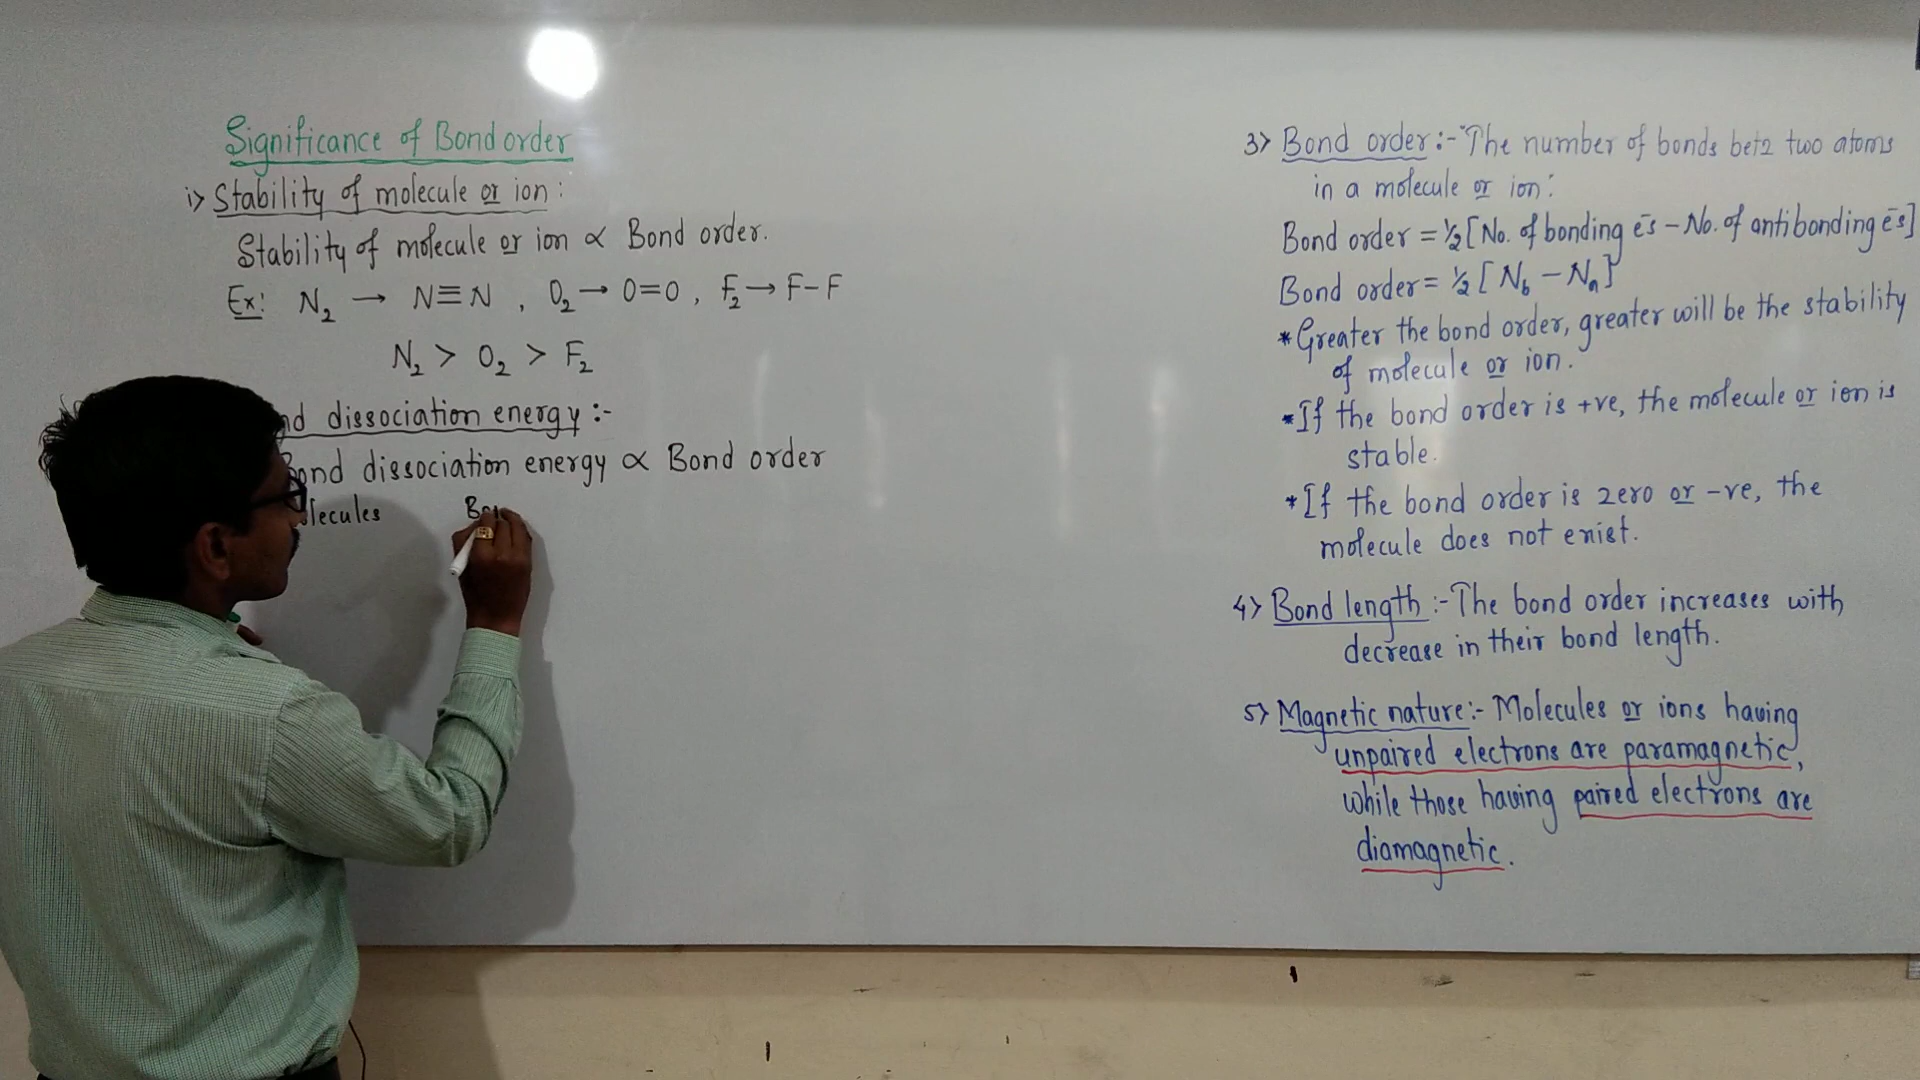 Significance of Bond order
i> Stability of molecule or ion :
Stability of molecule or ion ∝ Bond order.
Ex: N₂ → N≡N , O₂ → O=O , F₂ → F-F
N₂ > O₂ > F₂
nd dissociation energy :-
Bond dissociation energy ∝ Bond order
lecules
3> Bond order :- "The number of bonds bet2 two atoms
in a molecule or ion".
Bond order = ½ [No. of bonding e̅s - No. of antibonding e̅s]
Bond order = ½ [ N_b - N_a ]
* Greater the bond order, greater will be the stability
of molecule or ion.
* If the bond order is +ve, the molecule or ion is
stable.
* If the bond order is zero or -ve, the
molecule does not exist.
4> Bond length :- The bond order increases with
decrease in their bond length.
5> Magnetic nature :- Molecules or ions having
unpaired electrons are paramagnetic,
while those having paired electrons are
diamagnetic.